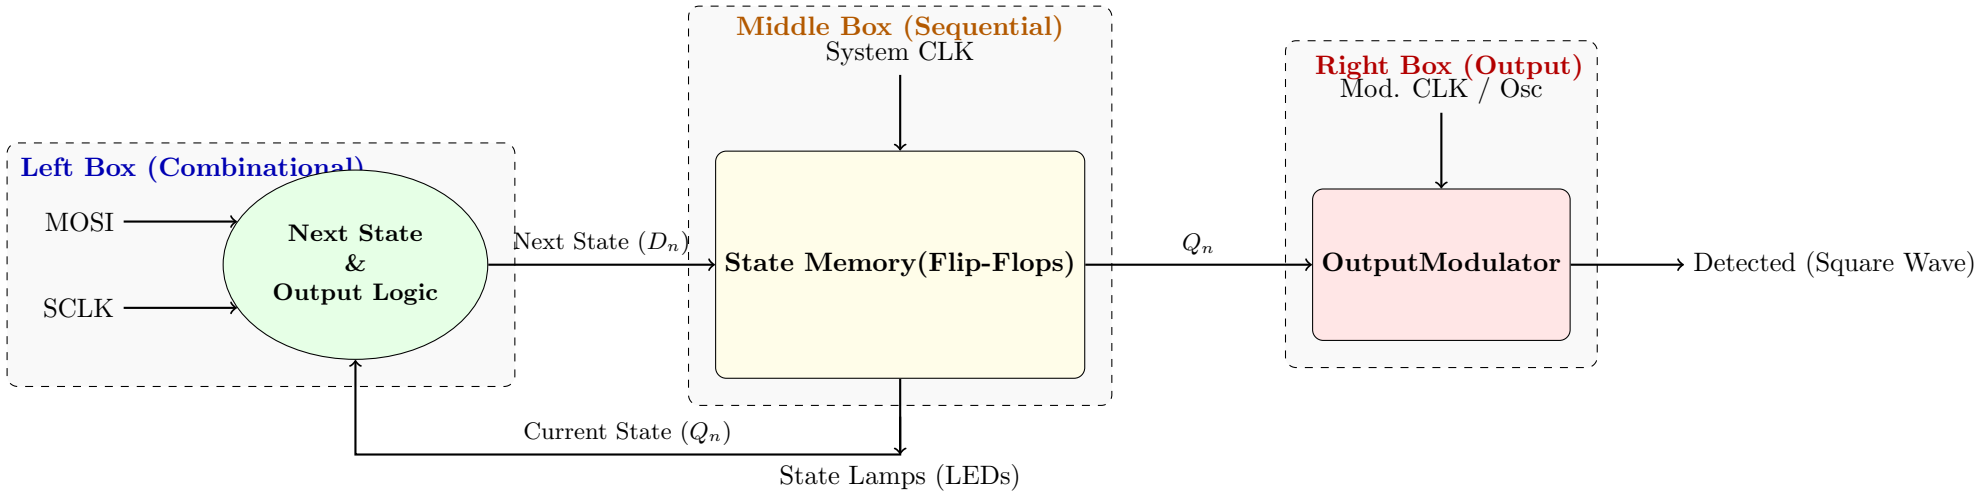 Left Box (Combinational)
MOSI
SCLK
Next State
&
Output Logic
Next State (Dₙ)
Middle Box (Sequential)
System CLK
State Memory(Flip-Flops)
Current State (Qₙ)
State Lamps (LEDs)
Qₙ
Right Box (Output)
Mod. CLK / Osc
OutputModulator
Detected (Square Wave)